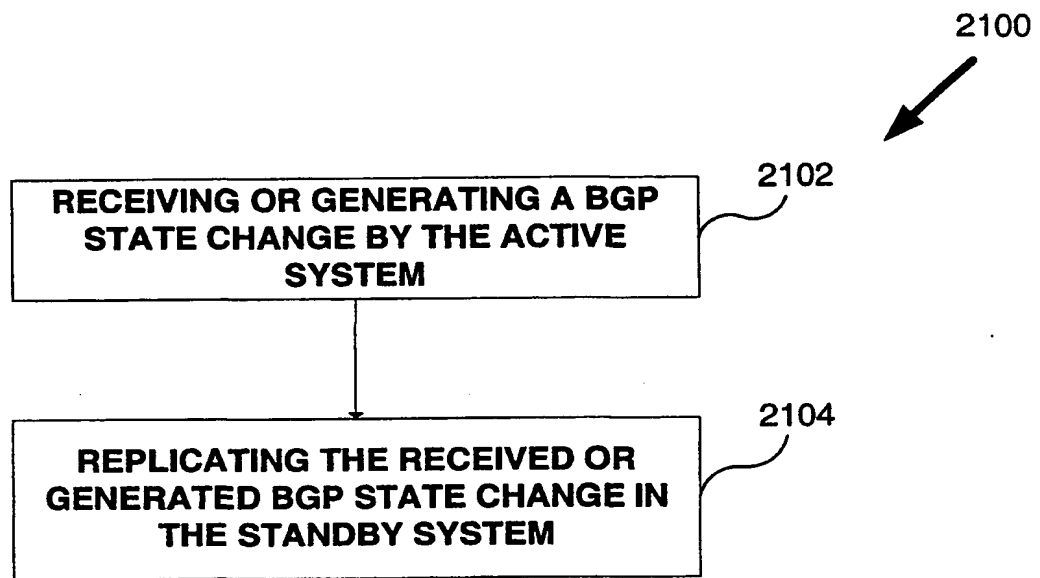 2100
2102
RECEIVING OR GENERATING A BGP
STATE CHANGE BY THE ACTIVE
SYSTEM
2104
REPLICATING THE RECEIVED OR
GENERATED BGP STATE CHANGE IN
THE STANDBY SYSTEM